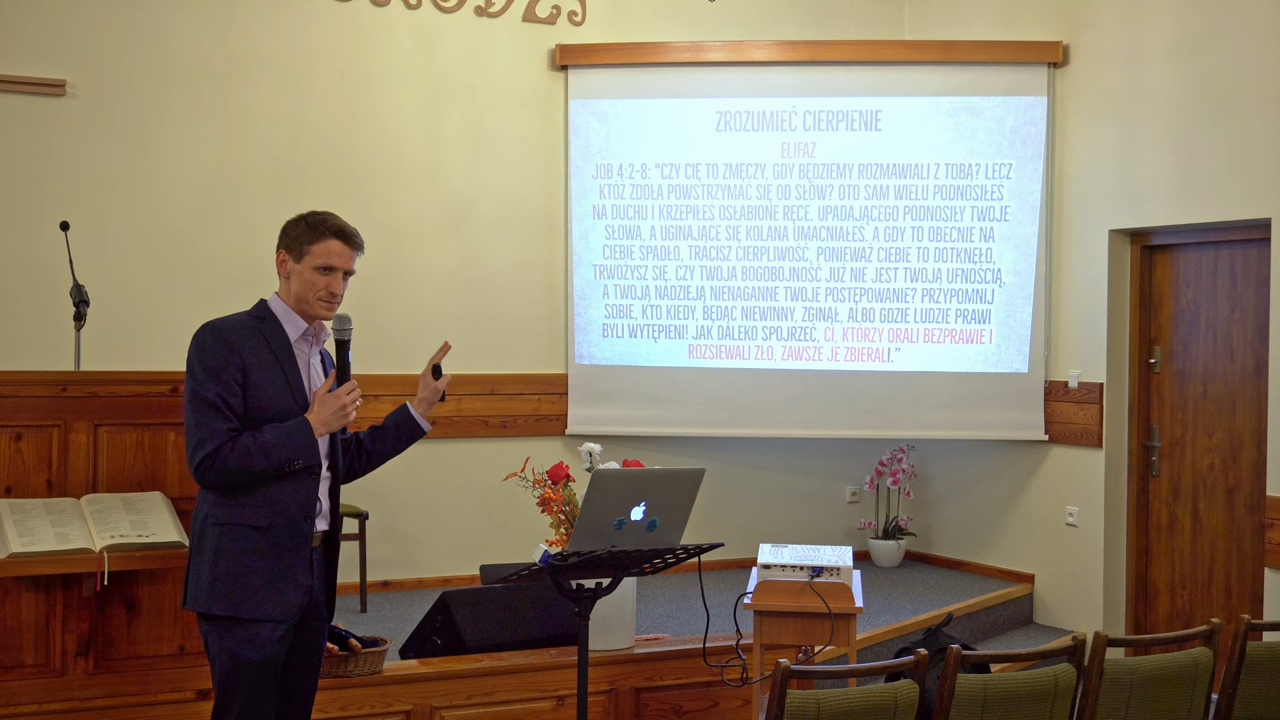 ZROZUMIEĆ CIERPIENIE
ELIFAZ
JOB 4:2-8: "CZY CIĘ TO ZMĘCZY, GDY BĘDZIEMY ROZMAWIALI Z TOBĄ? LECZ
KTÓŻ ZDOŁA POWSTRZYMAĆ SIĘ OD SŁÓW? OTO SAM WIELU PODNOSIŁEŚ
NA DUCHU I KRZEPIŁEŚ OSŁABIONE RĘCE. UPADAJĄCEGO PODNOSIŁY TWOJE
SŁOWA, A UGINAJĄCE SIĘ KOLANA UMACNIAŁEŚ. A GDY TO OBECNIE NA
CIEBIE SPADŁO, TRACISZ CIERPLIWOŚĆ, PONIEWAŻ CIEBIE TO DOTKNĘŁO,
TRWOŻYSZ SIĘ. CZY TWOJA BOGOBOJNOŚĆ JUŻ NIE JEST TWOJĄ UFNOŚCIĄ,
A TWOJĄ NADZIEJĄ NIENAGANNE TWOJE POSTĘPOWANIE? PRZYPOMNIJ
SOBIE, KTO KIEDY, BĘDĄC NIEWINNY, ZGINĄŁ, ALBO GDZIE LUDZIE PRAWI
BYLI WYTĘPIENI! JAK DALEKO SPOJRZEĆ, CI, KTÓRZY ORALI BEZPRAWIE I
ROZSIEWALI ZŁO, ZAWSZE JE ZBIERALI."